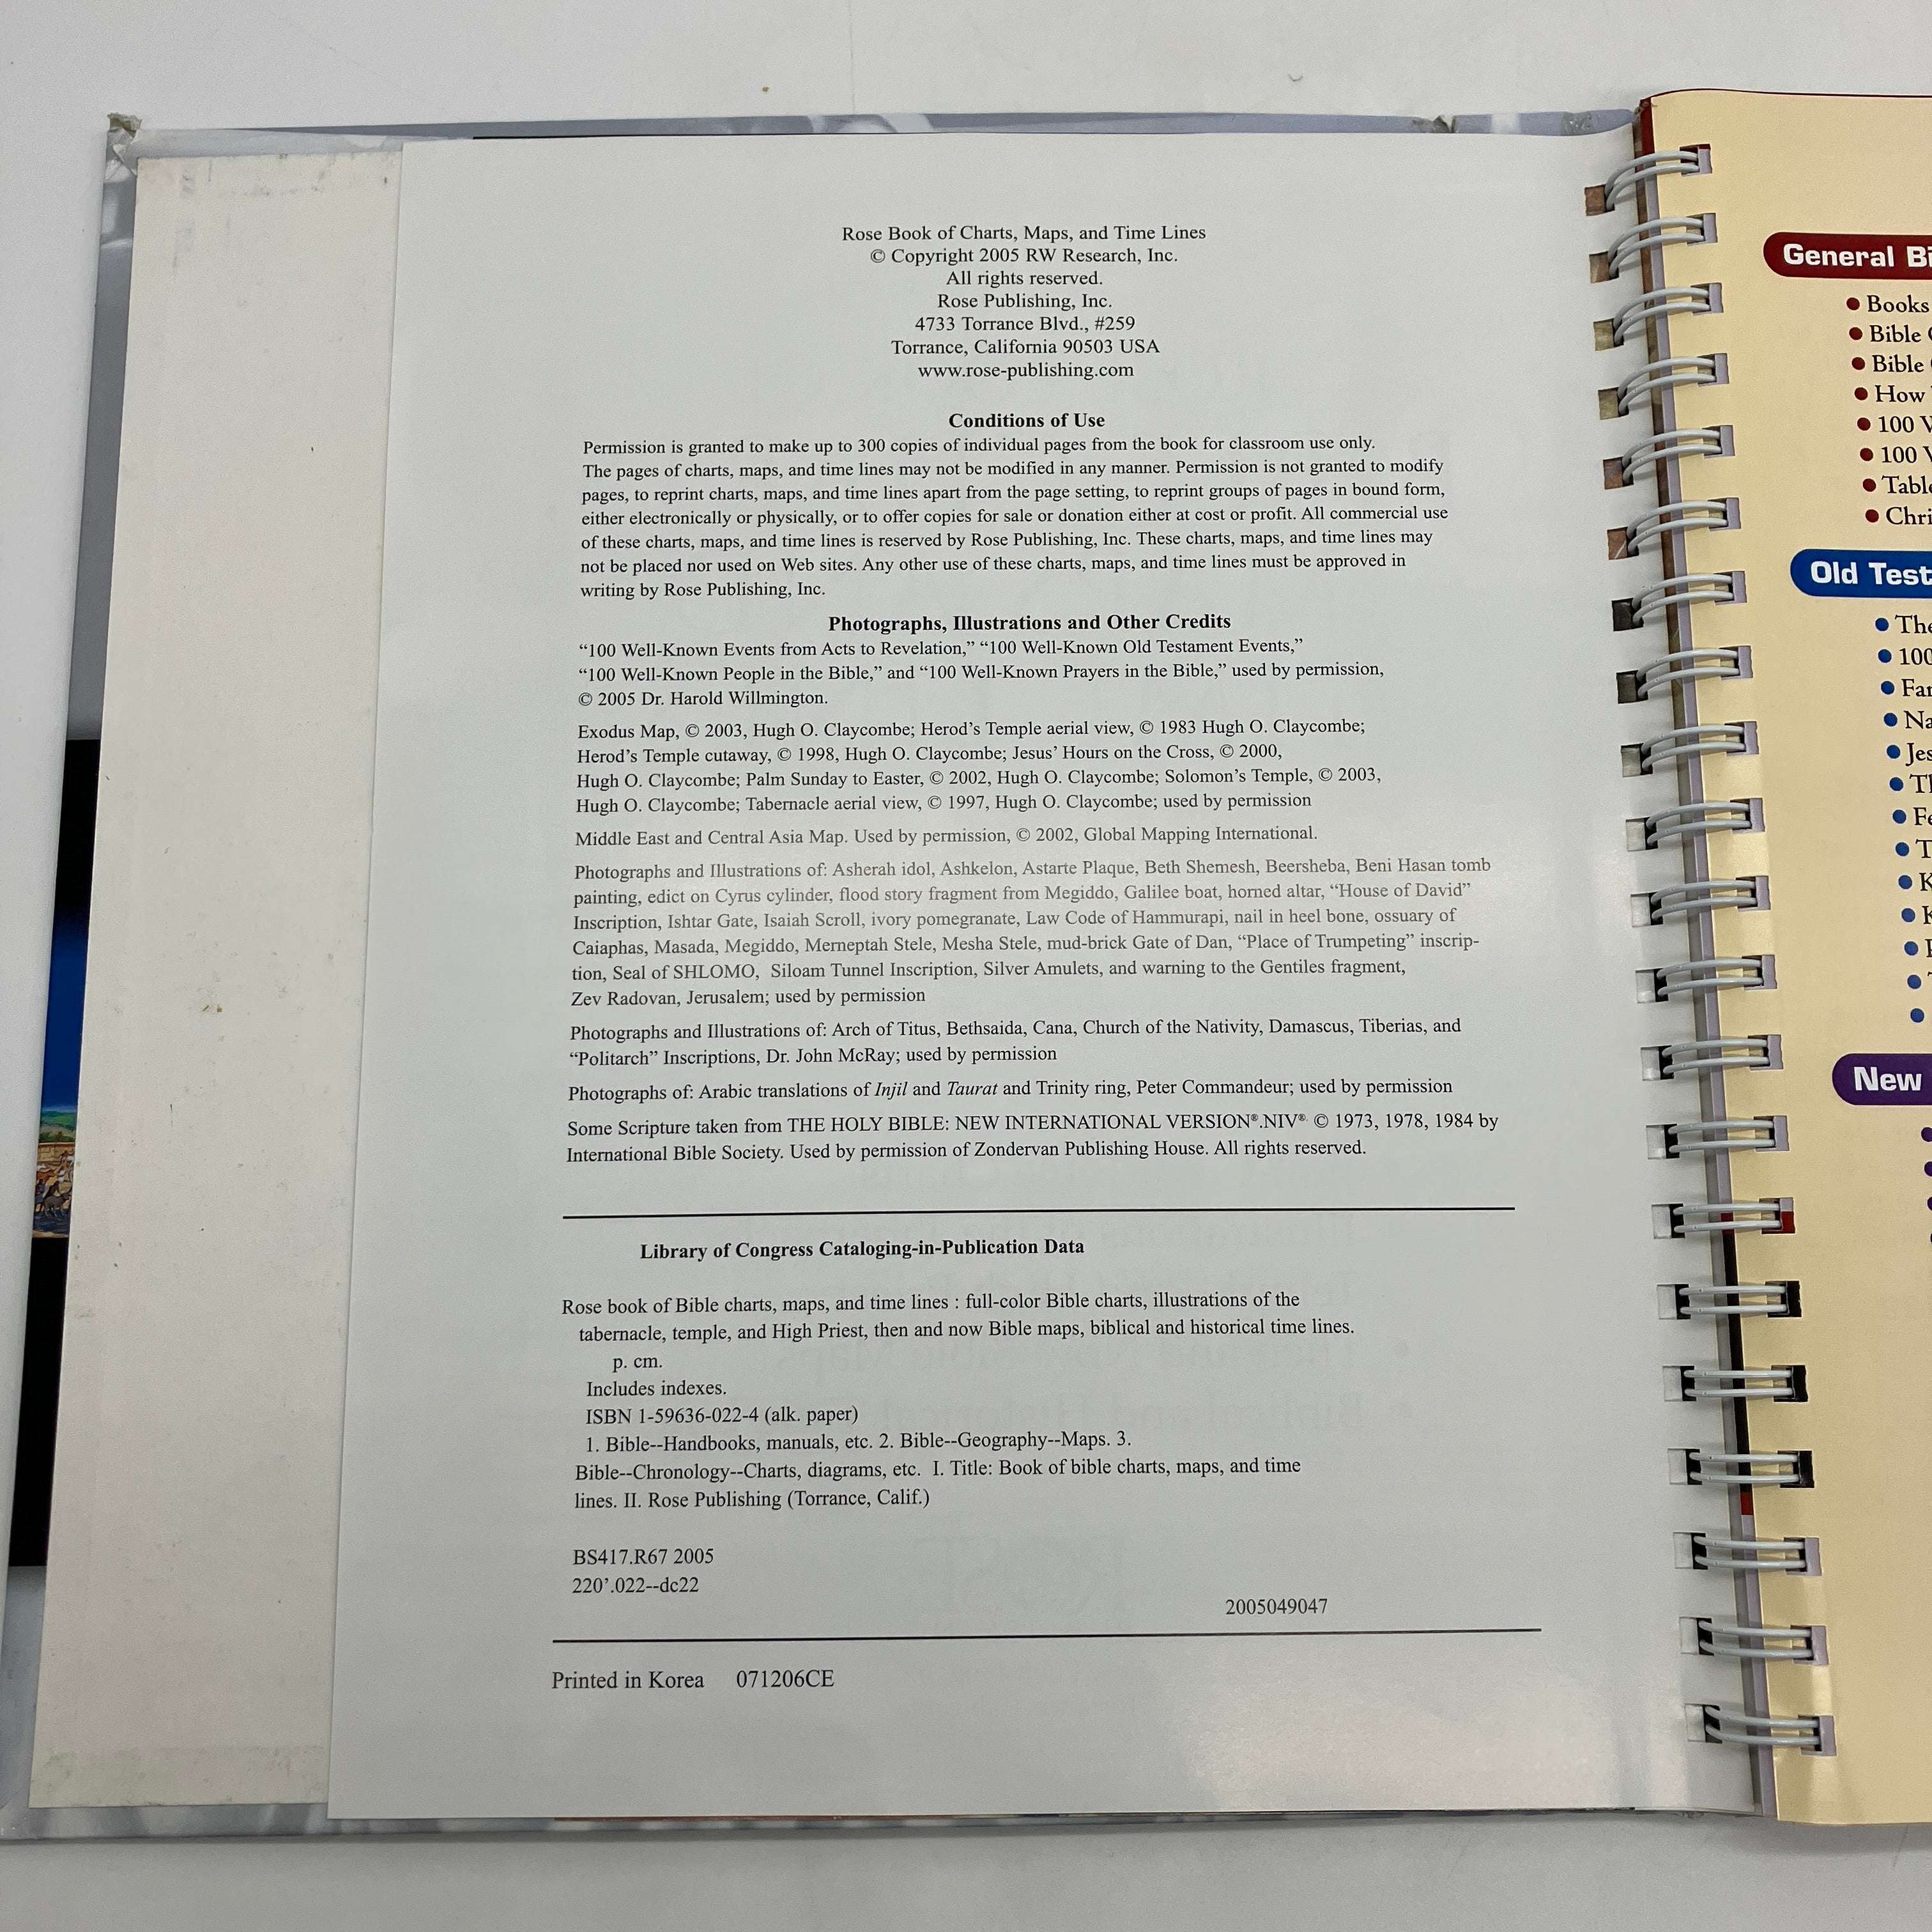 Rose Book of Charts, Maps, and Time Lines
© Copyright 2005 RW Research, Inc.
All rights reserved.
Rose Publishing, Inc.
4733 Torrance Blvd., #259
Torrance, California 90503 USA
www.rose-publishing.com
Conditions of Use
Permission is granted to make up to 300 copies of individual pages from the book for classroom use only.
The pages of charts, maps, and time lines may not be modified in any manner. Permission is not granted to modify
pages, to reprint charts, maps, and time lines apart from the page setting, to reprint groups of pages in bound form,
either electronically or physically, or to offer copies for sale or donation either at cost or profit. All commercial use
of these charts, maps, and time lines is reserved by Rose Publishing, Inc. These charts, maps, and time lines may
not be placed nor used on Web sites. Any other use of these charts, maps, and time lines must be approved in
writing by Rose Publishing, Inc.
Photographs, Illustrations and Other Credits
“100 Well-Known Events from Acts to Revelation,” “100 Well-Known Old Testament Events,”
“100 Well-Known People in the Bible,” and “100 Well-Known Prayers in the Bible,” used by permission,
© 2005 Dr. Harold Willmington.
Exodus Map, © 2003, Hugh O. Claycombe; Herod’s Temple aerial view, © 1983 Hugh O. Claycombe;
Herod’s Temple cutaway, © 1998, Hugh O. Claycombe; Jesus’ Hours on the Cross, © 2000,
Hugh O. Claycombe; Palm Sunday to Easter, © 2002, Hugh O. Claycombe; Solomon’s Temple, © 2003,
Hugh O. Claycombe; Tabernacle aerial view, © 1997, Hugh O. Claycombe; used by permission
Middle East and Central Asia Map. Used by permission, © 2002, Global Mapping International.
Photographs and Illustrations of: Asherah idol, Ashkelon, Astarte Plaque, Beth Shemesh, Beersheba, Beni Hasan tomb
painting, edict on Cyrus cylinder, flood story fragment from Megiddo, Galilee boat, horned altar, “House of David”
Inscription, Ishtar Gate, Isaiah Scroll, ivory pomegranate, Law Code of Hammurapi, nail in heel bone, ossuary of
Caiaphas, Masada, Megiddo, Merneptah Stele, Mesha Stele, mud-brick Gate of Dan, “Place of Trumpeting” inscrip-
tion, Seal of SHLOMO, Siloam Tunnel Inscription, Silver Amulets, and warning to the Gentiles fragment,
Zev Radovan, Jerusalem; used by permission
Photographs and Illustrations of: Arch of Titus, Bethsaida, Cana, Church of the Nativity, Damascus, Tiberias, and
“Politarch” Inscriptions, Dr. John McRay; used by permission
Photographs of: Arabic translations of Injil and Taurat and Trinity ring, Peter Commandeur; used by permission
Some Scripture taken from THE HOLY BIBLE: NEW INTERNATIONAL VERSION®.NIV® © 1973, 1978, 1984 by
International Bible Society. Used by permission of Zondervan Publishing House. All rights reserved.
Library of Congress Cataloging-in-Publication Data
Rose book of Bible charts, maps, and time lines : full-color Bible charts, illustrations of the
tabernacle, temple, and High Priest, then and now Bible maps, biblical and historical time lines.
p. cm.
Includes indexes.
ISBN 1-59636-022-4 (alk. paper)
1. Bible--Handbooks, manuals, etc. 2. Bible--Geography--Maps. 3.
Bible--Chronology--Charts, diagrams, etc. I. Title: Book of bible charts, maps, and time
lines. II. Rose Publishing (Torrance, Calif.)
BS417.R67 2005
220’.022--dc22
2005049047
Printed in Korea 071206CE
General
• Books
• Bible
• Bible
• How
• 100
• 100
Old
• 100
New